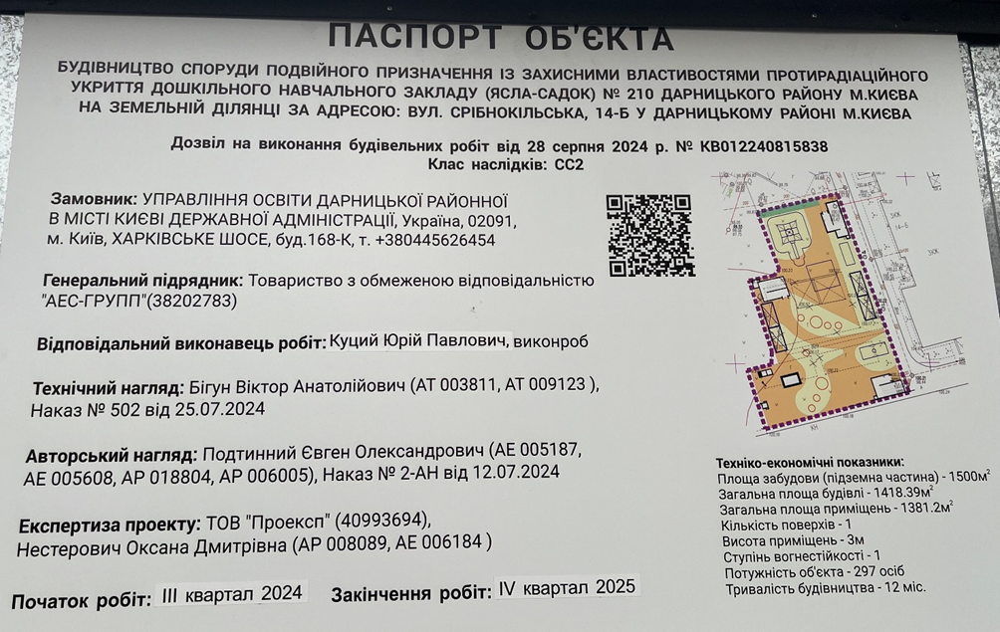 ПАСПОРТ ОБ'ЄКТА
БУДІВНИЦТВО СПОРУДИ ПОДВІЙНОГО ПРИЗНАЧЕННЯ ІЗ ЗАХИСНИМИ ВЛАСТИВОСТЯМИ ПРОТИРАДІАЦІЙНОГО
УКРИТТЯ ДОШКІЛЬНОГО НАВЧАЛЬНОГО ЗАКЛАДУ (ЯСЛА-САДОК) № 210 ДАРНИЦЬКОГО РАЙОНУ М.КИЄВА
НА ЗЕМЕЛЬНІЙ ДІЛЯНЦІ ЗА АДРЕСОЮ: ВУЛ. СРІБНОКІЛЬСЬКА, 14-Б У ДАРНИЦЬКОМУ РАЙОНІ М.КИЄВА
Дозвіл на виконання будівельних робіт від 28 серпня 2024 р. № КВ012240815838
Клас наслідків: СС2
Замовник: УПРАВЛІННЯ ОСВІТИ ДАРНИЦЬКОЇ РАЙОННОЇ
В МІСТІ КИЄВІ ДЕРЖАВНОЇ АДМІНІСТРАЦІЇ, Україна, 02091,
м. Київ, ХАРКІВСЬКЕ ШОСЕ, буд.168-К, т. +380445626454
Генеральний підрядник: Товариство з обмеженою відповідальністю
"АЕС-ГРУПП"(38202783)
Відповідальний виконавець робіт: Куций Юрій Павлович, виконроб
Технічний нагляд: Бігун Віктор Анатолійович (АТ 003811, АТ 009123 ),
Наказ № 502 від 25.07.2024
Авторський нагляд: Подтинний Євген Олександрович (АЕ 005187,
АЕ 005608, АР 018804, АР 006005), Наказ № 2-АН від 12.07.2024
Експертиза проекту: ТОВ "Проексп" (40993694),
Нестерович Оксана Дмитрівна (АР 008089, АЕ 006184 )
Початок робіт: III квартал 2024 Закінчення робіт: IV квартал 2025
Техніко-економічні показники:
Площа забудови (підземна частина) - 1500м²
Загальна площа будівлі - 1418.39м²
Загальна площа приміщень - 1381.2м²
Кількість поверхів - 1
Висота приміщень - 3м
Ступінь вогнестійкості - 1
Потужність об'єкта - 297 осіб
Тривалість будівництва - 12 міс.